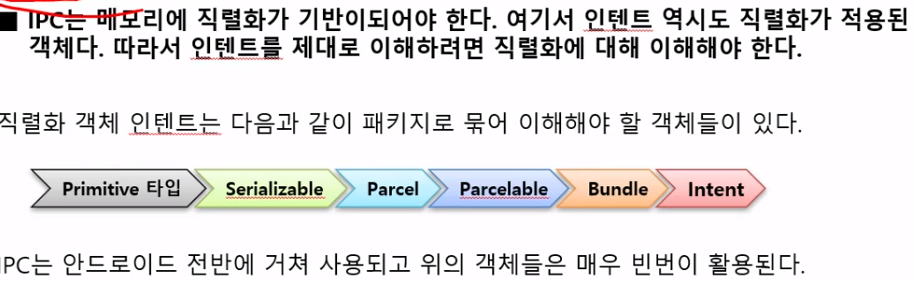 ■ IPC는 메모리에 직렬화가 기반이되어야 한다. 여기서 인텐트 역시도 직렬화가 적용된
객체다. 따라서 인텐트를 제대로 이해하려면 직렬화에 대해 이해해야 한다.
직렬화 객체 인텐트는 다음과 같이 패키지로 묶어 이해해야 할 객체들이 있다.
Primitive 타입 Serializable Parcel Parcelable Bundle Intent
IPC는 안드로이드 전반에 거쳐 사용되고 위의 객체들은 매우 빈번이 활용된다.